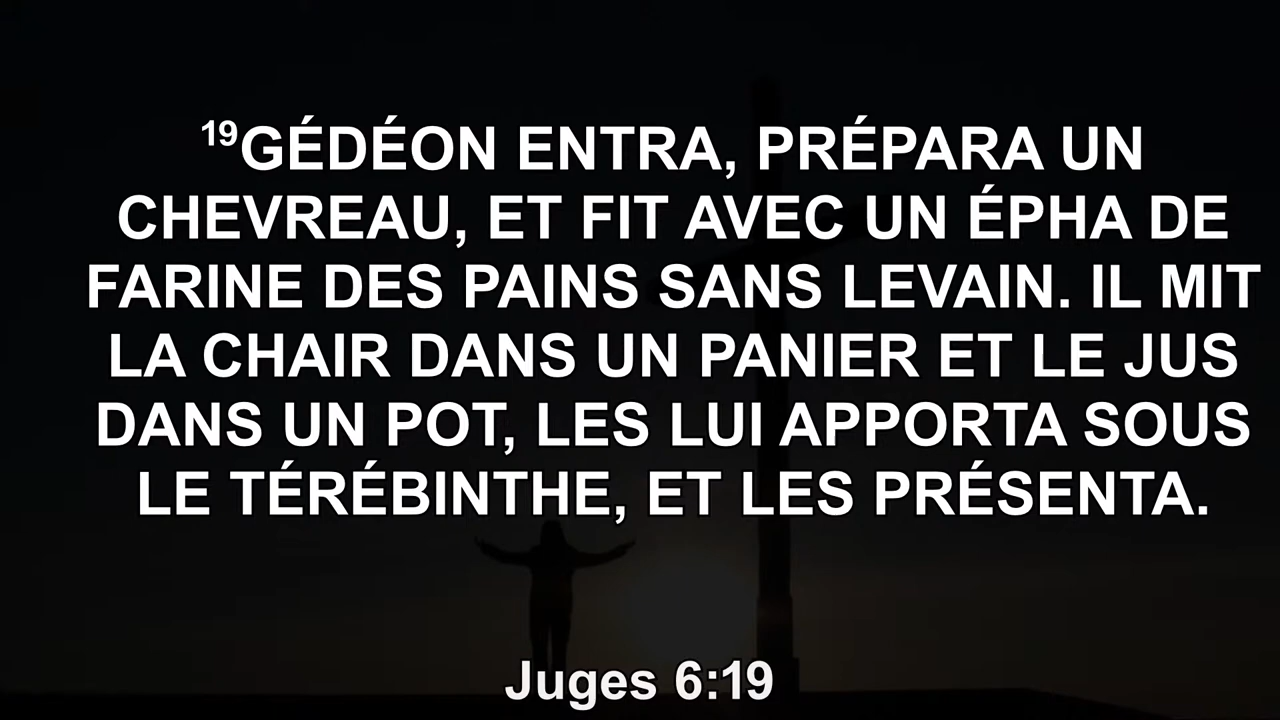 ¹⁹GÉDÉON ENTRA, PRÉPARA UN
CHEVREAU, ET FIT AVEC UN ÉPHA DE
FARINE DES PAINS SANS LEVAIN. IL MIT
LA CHAIR DANS UN PANIER ET LE JUS
DANS UN POT, LES LUI APPORTA SOUS
LE TÉRÉBINTHE, ET LES PRÉSENTA.
Juges 6:19